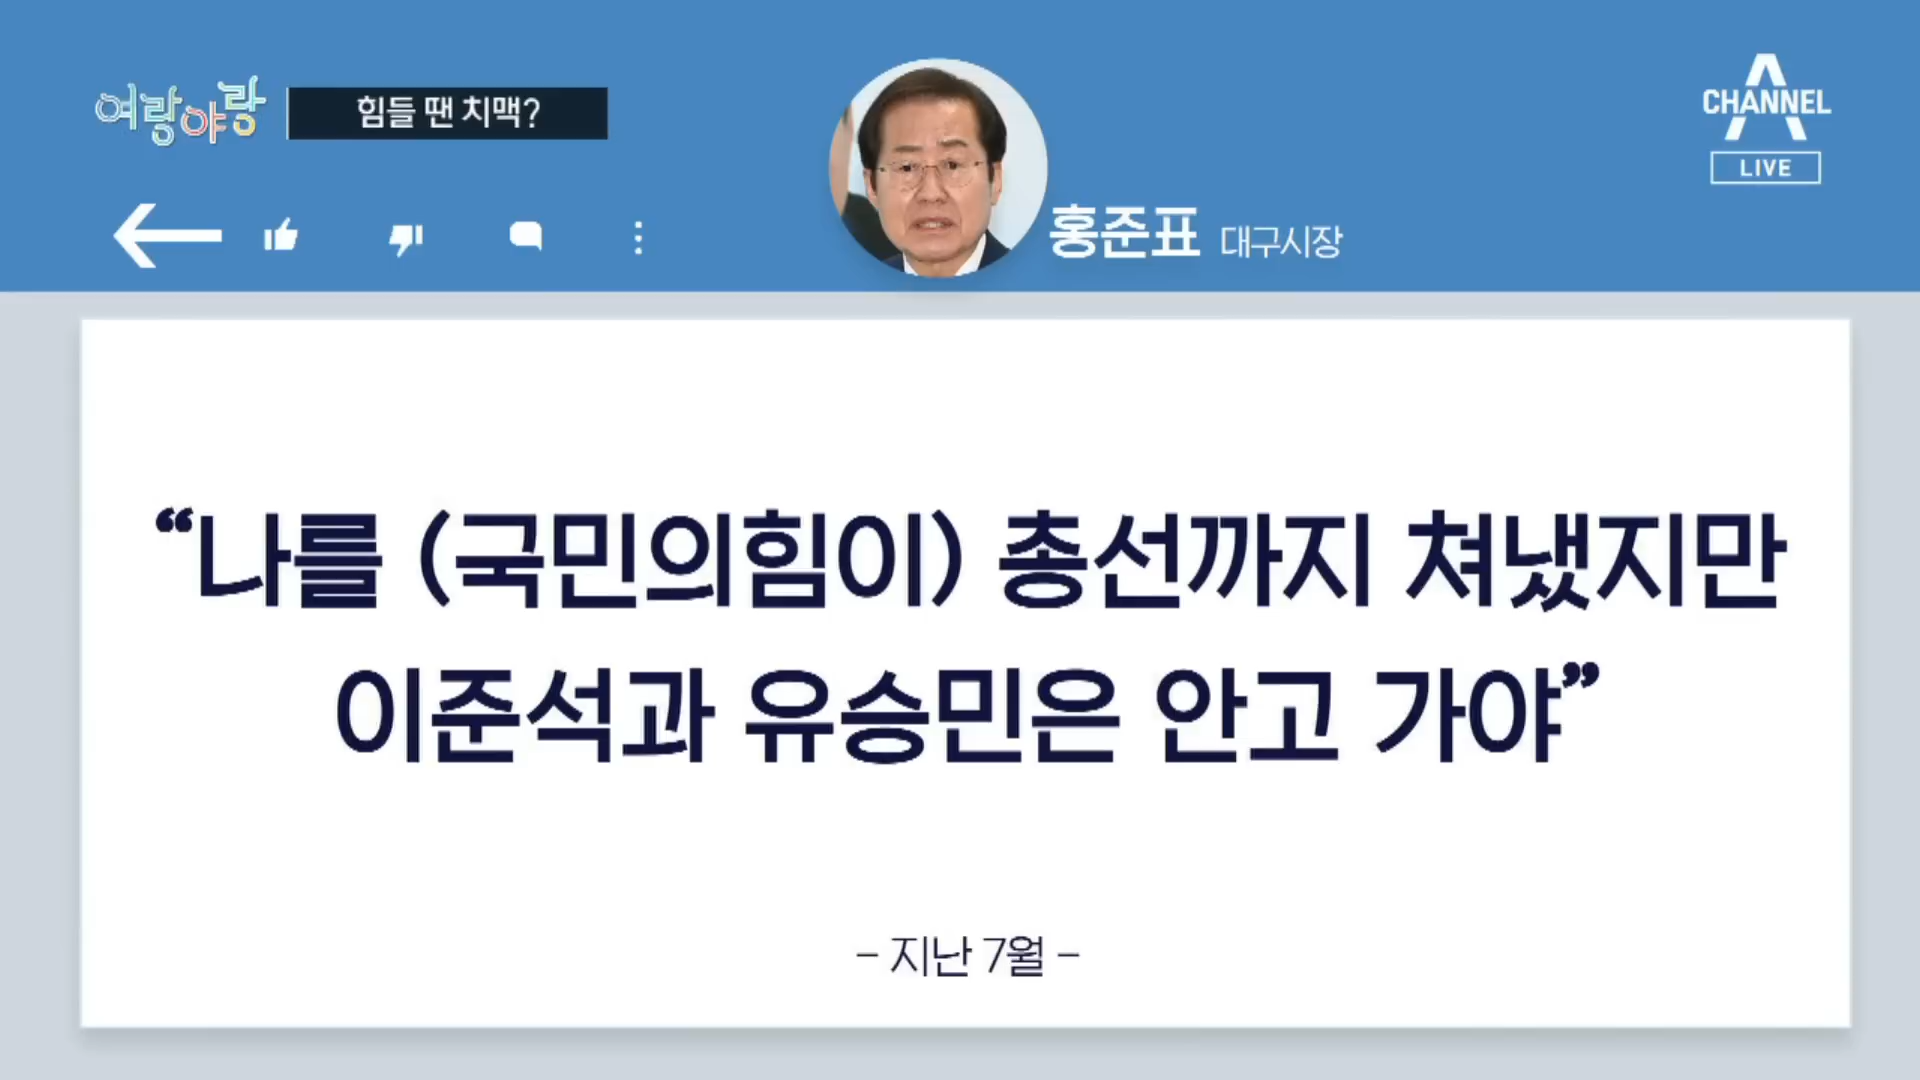 여랑야랑
힘들 땐 치맥?
CHANNEL A
LIVE
홍준표 대구시장
“나를 (국민의힘이) 총선까지 쳐냈지만
이준석과 유승민은 안고 가야”
– 지난 7월 –